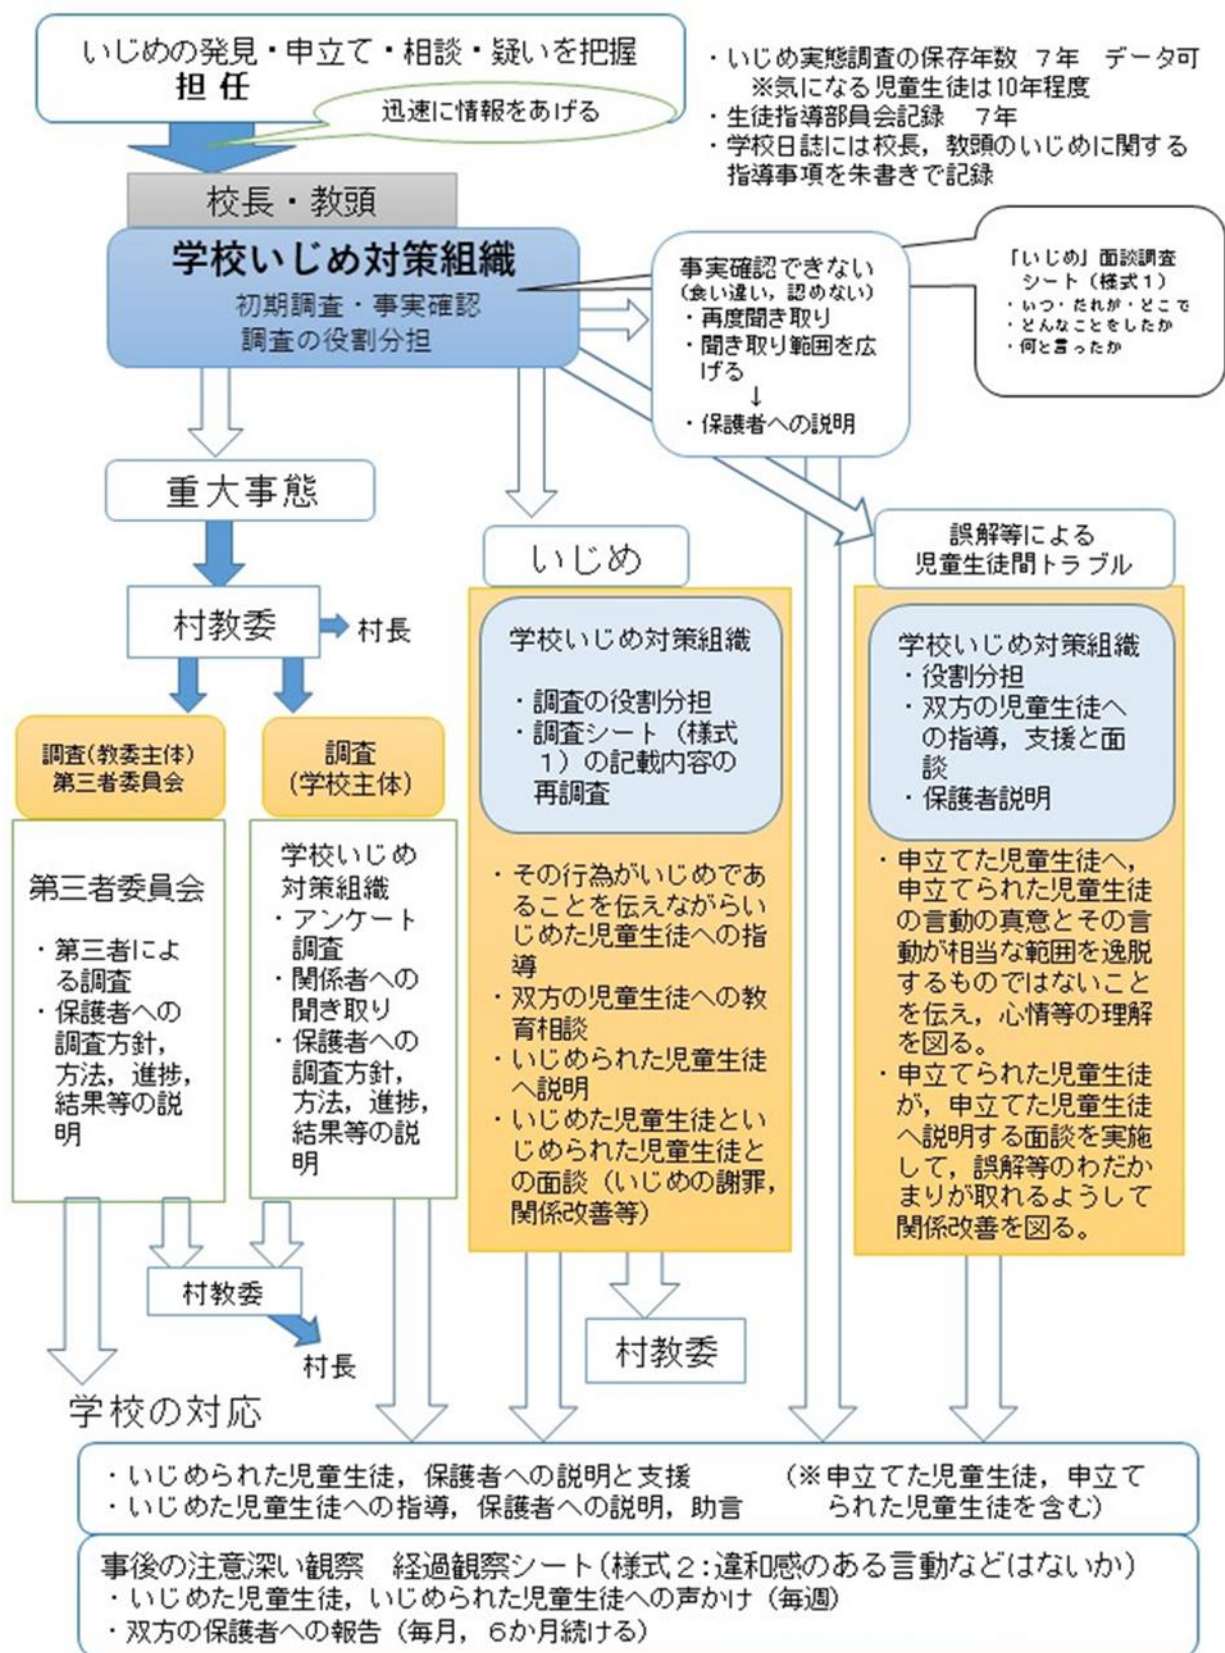 いじめの発見・申立て・相談・疑いを把握
担任
迅速に情報をあげる
・いじめ実態調査の保存年数 7年 データ可
※気になる児童生徒は10年程度
・生徒指導部員会記録 7年
・学校日誌には校長，教頭のいじめに関する
指導事項を朱書きで記録
校長・教頭
学校いじめ対策組織
初期調査・事実確認
調査の役割分担
事実確認できない
(食い違い，認めない)
・再度聞き取り
・聞き取り範囲を広
げる
↓
・保護者への説明
「いじめ」面談調査
シート（様式1）
・いつ・だれが・どこで
・どんなことをしたか
・何と言ったか
重大事態
村教委
村長
調査(教委主体)
第三者委員会
調査
(学校主体)
第三者委員会
・第三者によ
る調査
・保護者への
調査方針，
方法，進捗，
結果等の説
明
学校いじめ
対策組織
・アンケート
調査
・関係者への
聞き取り
・保護者への
調査方針，
方法，進捗，
結果等の説
明
村教委
村長
いじめ
学校いじめ対策組織
・調査の役割分担
・調査シート（様式
1）の記載内容の
再調査
・その行為がいじめであ
ることを伝えながらい
じめた児童生徒への指
導
・双方の児童生徒への教
育相談
・いじめられた児童生徒
へ説明
・いじめた児童生徒とい
じめられた児童生徒と
の面談（いじめの謝罪，
関係改善等）
村教委
誤解等による
児童生徒間トラブル
学校いじめ対策組織
・役割分担
・双方の児童生徒へ
の指導，支援と面
談
・保護者説明
・申立てた児童生徒へ，
申立てられた児童生徒
の言動の真意とその言
動が相当な範囲を逸脱
するものではないこと
を伝え，心情等の理解
を図る。
・申立てられた児童生徒
が，申立てた児童生徒
へ説明する面談を実施
して，誤解等のわだか
まりが取れるようして
関係改善を図る。
学校の対応
・いじめられた児童生徒，保護者への説明と支援 （※申立てた児童生徒，申立て
・いじめた児童生徒への指導，保護者への説明，助言 られた児童生徒を含む）
事後の注意深い観察 経過観察シート(様式2：違和感のある言動などはないか)
・いじめた児童生徒，いじめられた児童生徒への声かけ（毎週）
・双方の保護者への報告（毎月，6か月続ける）